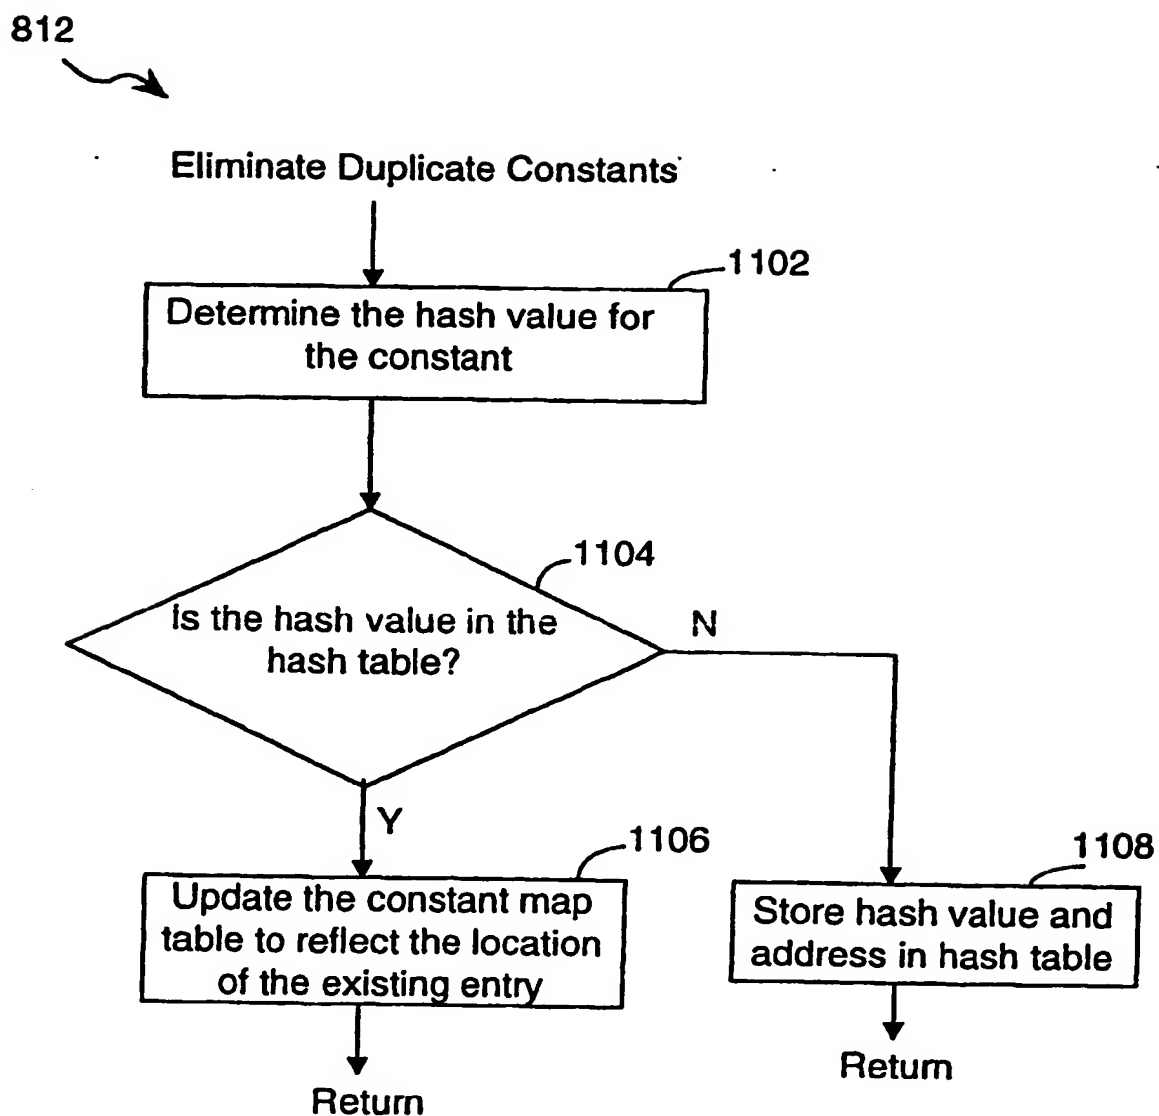 812
Eliminate Duplicate Constants
1102
Determine the hash value for
the constant
1104
Is the hash value in the
hash table?
N
Y
1106
Update the constant map
table to reflect the location
of the existing entry
1108
Store hash value and
address in hash table
Return
Return